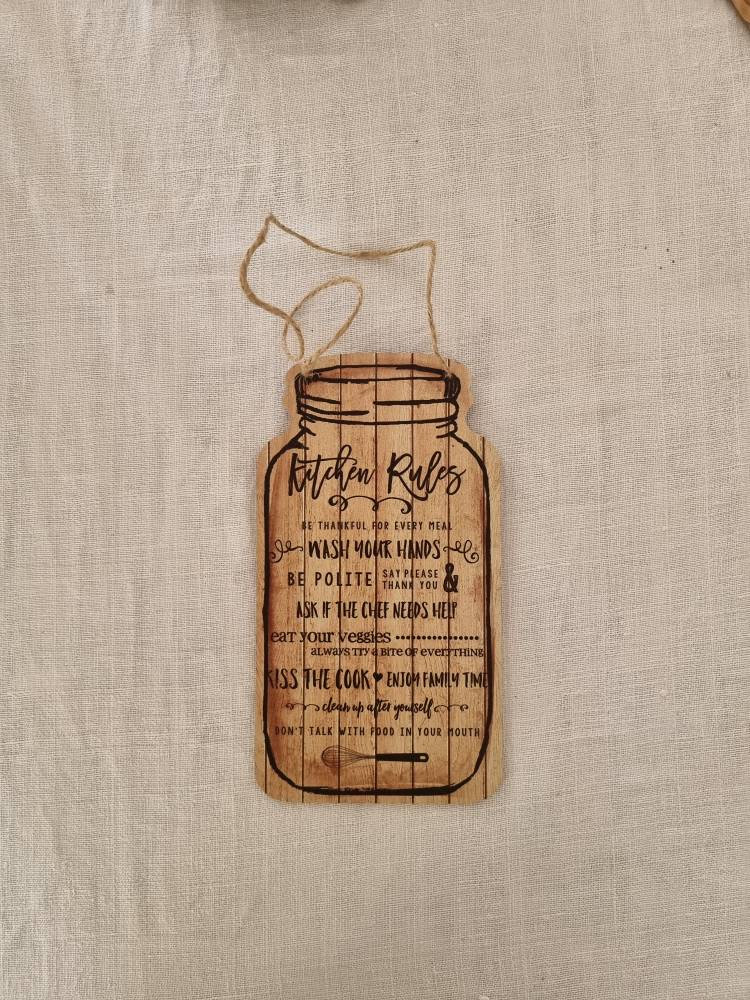 Kitchen Rules
BE THANKFUL FOR EVERY MEAL
WASH YOUR HANDS
BE POLITE SAY PLEASE THANK YOU &
ASK IF THE CHEF NEEDS HELP
eat your veggies
ALWAYS TRY a BITE OF EVERYTHING
KISS THE COOK ♥ ENJOY FAMILY TIME
clean up after yourself
DON'T TALK WITH FOOD IN YOUR MOUTH